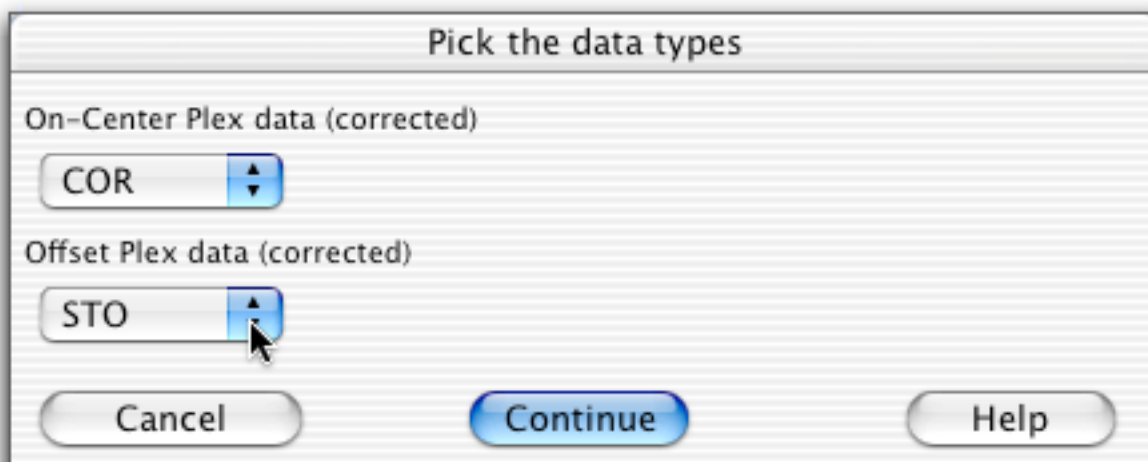 Pick the data types
On-Center Plex data (corrected)
COR
Offset Plex data (corrected)
STO
Cancel Continue Help